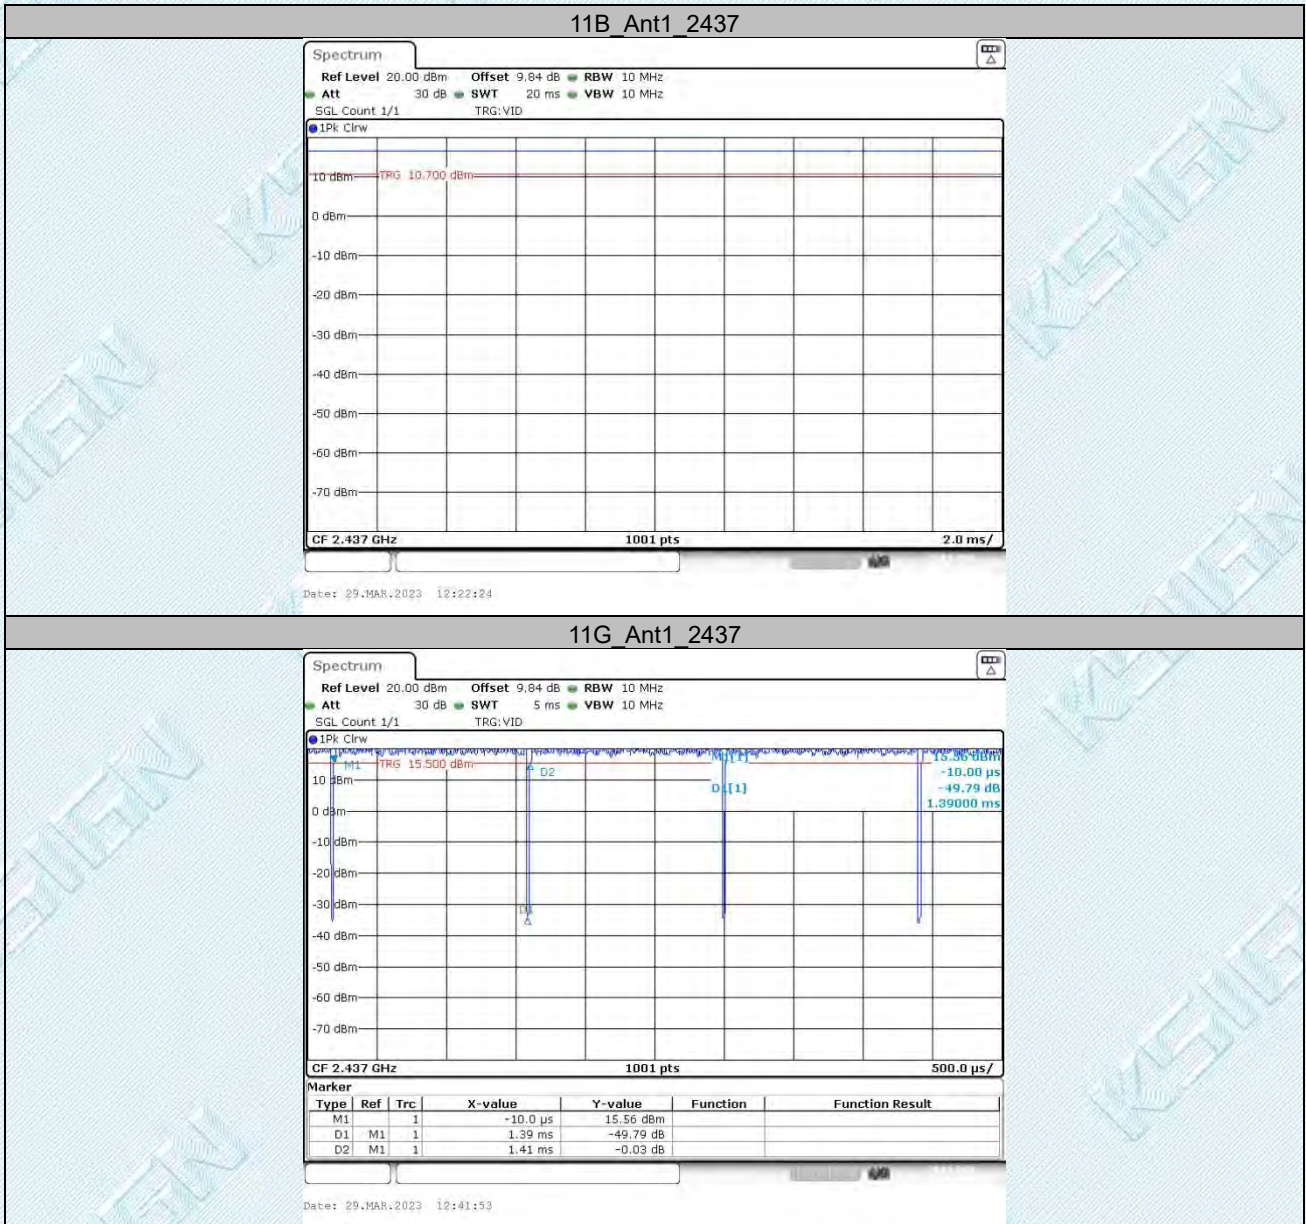 11B_Ant1_2437
Spectrum
Ref Level 20.00 dBm Offset 9.84 dB RBW 10 MHz
Att 30 dB SWT 20 ms VBW 10 MHz
SGL Count 1/1 TRG:VID
1Pk Clrw
10 dBm TRG 10.700 dBm
0 dBm
-10 dBm
-20 dBm
-30 dBm
-40 dBm
-50 dBm
-60 dBm
-70 dBm
CF 2.437 GHz 1001 pts 2.0 ms/
Date: 29.MAR.2023 12:22:24
11G_Ant1_2437
Spectrum
Ref Level 20.00 dBm Offset 9.84 dB RBW 10 MHz
Att 30 dB SWT 5 ms VBW 10 MHz
SGL Count 1/1 TRG:VID
1Pk Clrw
M1 TRG 15.500 dBm D2 M1[1] 15.56 dBm
10 dBm -10.00 µs
D1[1] -49.79 dB
0 dBm 1.39000 ms
-10 dBm
-20 dBm
-30 dBm D1
-40 dBm
-50 dBm
-60 dBm
-70 dBm
CF 2.437 GHz 1001 pts 500.0 µs/
Marker
Type Ref Trc X-value Y-value Function Function Result
M1 1 -10.0 µs 15.56 dBm
D1 M1 1 1.39 ms -49.79 dB
D2 M1 1 1.41 ms -0.03 dB
Date: 29.MAR.2023 12:41:53